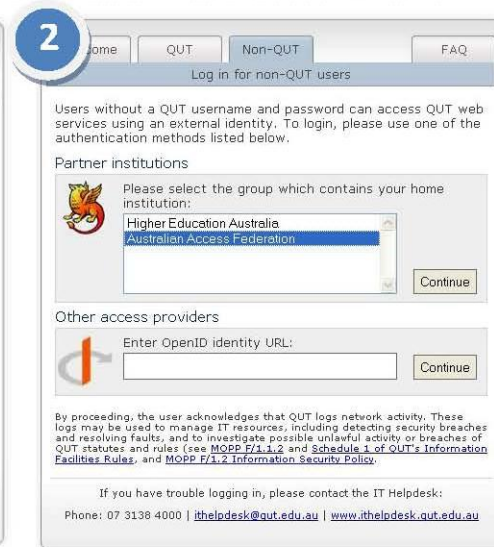 2
ome
QUT
Non-QUT
FAQ
Log in for non-QUT users
Users without a QUT username and password can access QUT web
services using an external identity. To login, please use one of the
authentication methods listed below.
Partner institutions
Please select the group which contains your home
institution:
Higher Education Australia
Australian Access Federation
Continue
Other access providers
Enter OpenID identity URL:
Continue
By proceeding, the user acknowledges that QUT logs network activity. These
logs may be used to manage IT resources, including detecting security breaches
and resolving faults, and to investigate possible unlawful activity or breaches of
QUT statutes and rules (see MOPP F/1.1.2 and Schedule 1 of QUT's Information
Facilities Rules, and MOPP F/1.2 Information Security Policy.
If you have trouble logging in, please contact the IT Helpdesk:
Phone: 07 3138 4000 | ithelpdesk@qut.edu.au | www.ithelpdesk.qut.edu.au